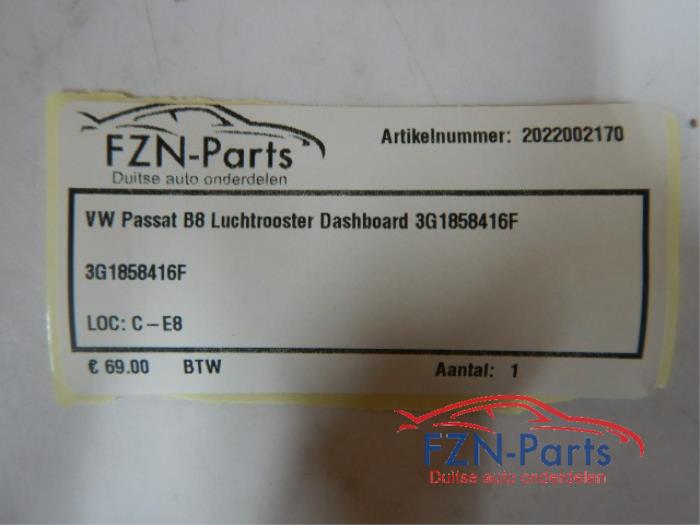 FZN-Parts
Duitse auto onderdelen
Artikelnummer: 2022002170
VW Passat B8 Luchtrooster Dashboard 3G1858416F
3G1858416F
LOC: C-E8
€ 69.00 BTW Aantal: 1
FZN-Parts
Duitse auto onderdelen